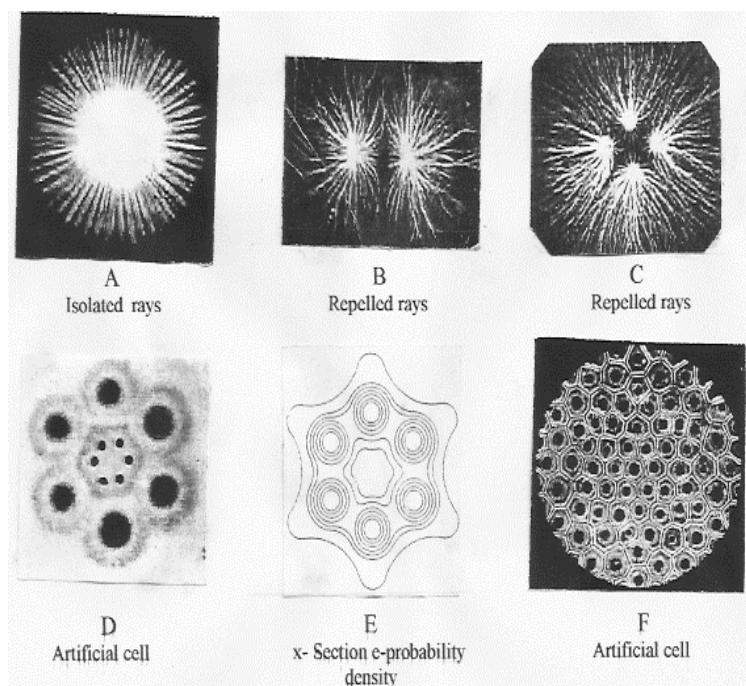 A
Isolated rays
B
Repelled rays
C
Repelled rays
D
Artificial cell
E
x- Section e-probability
density
F
Artificial cell